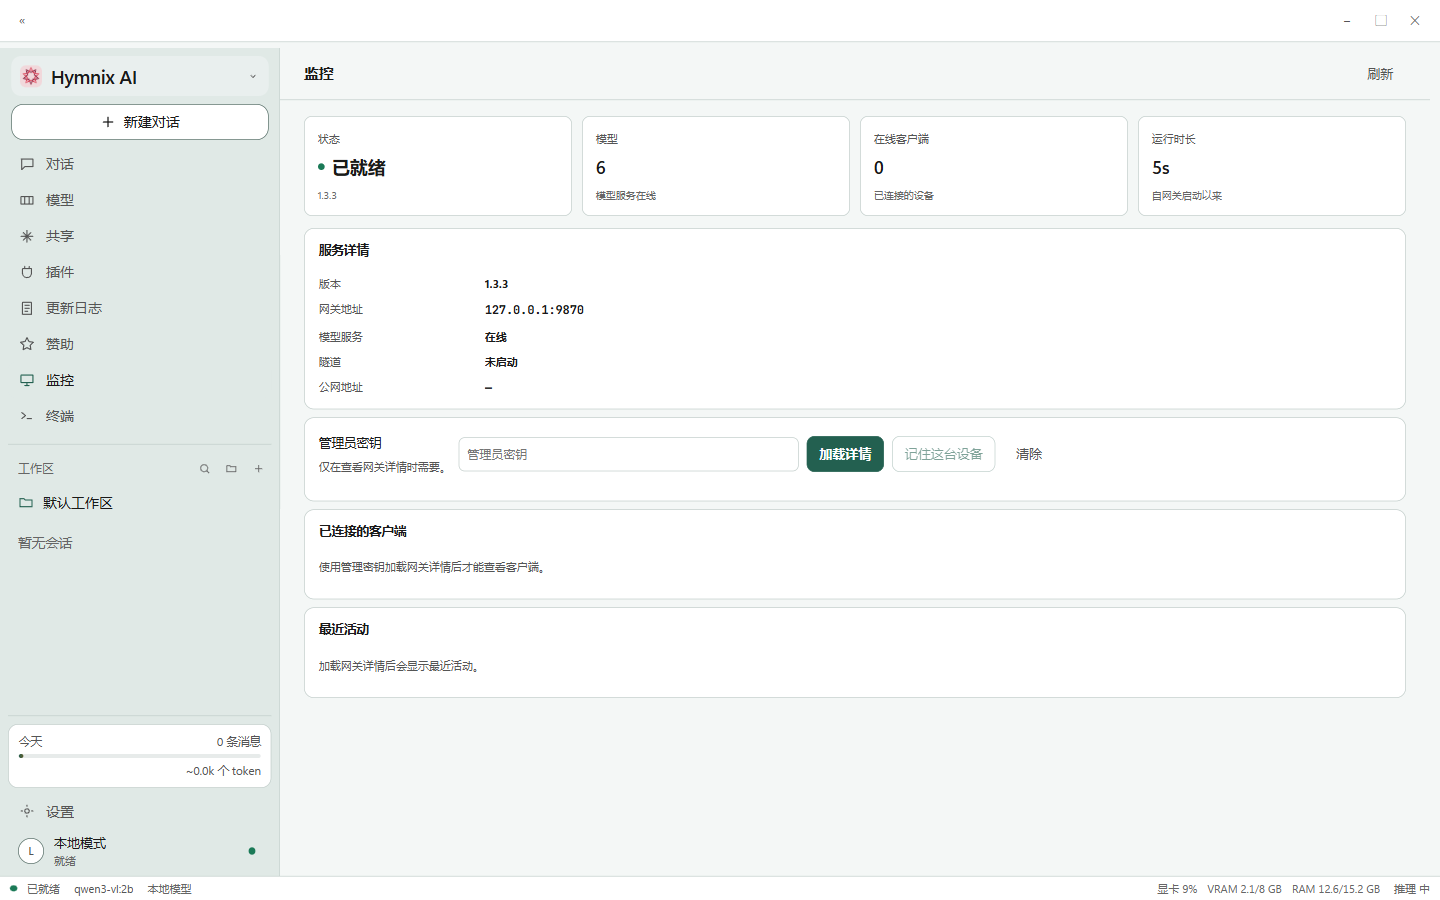 «
Hymnix AI
+ 新建对话
对话
模型
共享
插件
更新日志
赞助
监控
终端
工作区
默认工作区
暂无会话
今天 0 条消息
~0.0k 个 token
设置
L 本地模式
就绪
监控 刷新
状态
已就绪
1.3.3
模型
6
模型服务在线
在线客户端
0
已连接的设备
运行时长
5s
自网关启动以来
服务详情
版本 1.3.3
网关地址 127.0.0.1:9870
模型服务 在线
隧道 未启动
公网地址 —
管理员密钥
仅在查看网关详情时需要。
管理员密钥 加载详情 记住这台设备 清除
已连接的客户端
使用管理密钥加载网关详情后才能查看客户端。
最近活动
加载网关详情后会显示最近活动。
已就绪 qwen3-vl:2b 本地模型 显卡 9% VRAM 2.1/8 GB RAM 12.6/15.2 GB 推理 中